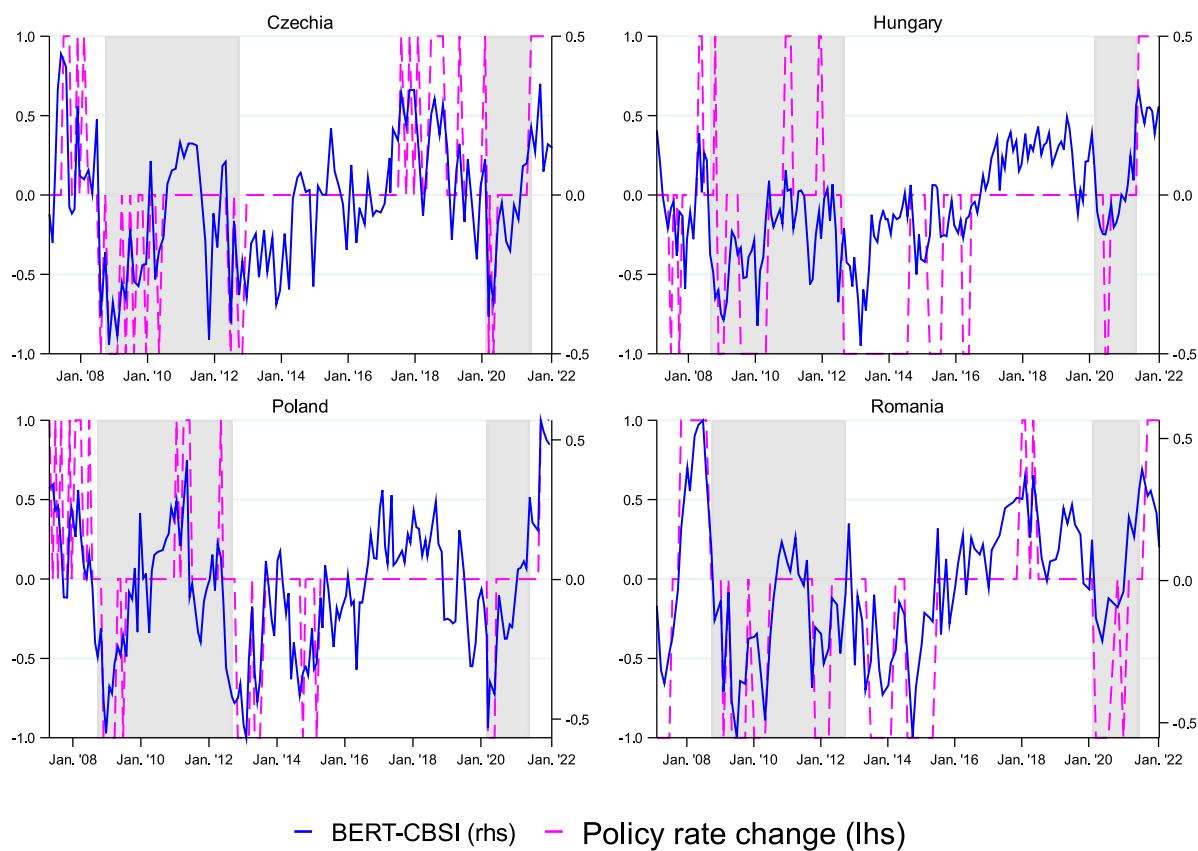 Czechia
Hungary
1.0 0.5 0.0 -0.5 -1.0
0.5 0.0 -0.5
1.0 0.5 0.0 -0.5 -1.0
0.5 0.0 -0.5
Jan. '08 Jan. '10 Jan. '12 Jan. '14 Jan. '16 Jan. '18 Jan. '20 Jan. '22
Jan. '08 Jan. '10 Jan. '12 Jan. '14 Jan. '16 Jan. '18 Jan. '20 Jan. '22
Poland
Romania
1.0 0.5 0.0 -0.5 -1.0
0.5 0.0 -0.5
1.0 0.5 0.0 -0.5 -1.0
0.5 0.0 -0.5
Jan. '08 Jan. '10 Jan. '12 Jan. '14 Jan. '16 Jan. '18 Jan. '20 Jan. '22
Jan. '08 Jan. '10 Jan. '12 Jan. '14 Jan. '16 Jan. '18 Jan. '20 Jan. '22
BERT-CBSI (rhs) Policy rate change (lhs)